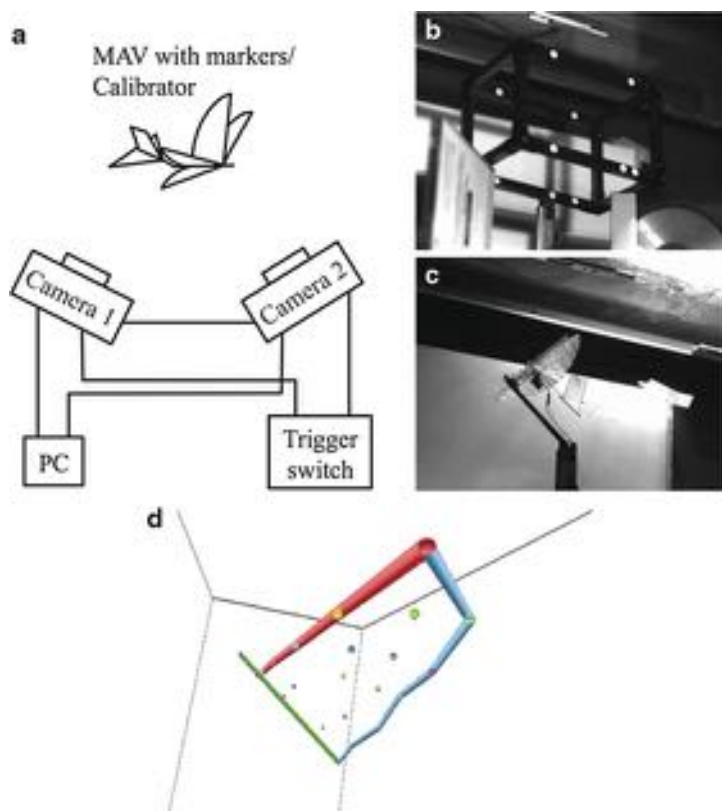 a
MAV with markers/
Calibrator
Camera 1
Camera 2
PC
Trigger
switch
b
c
d